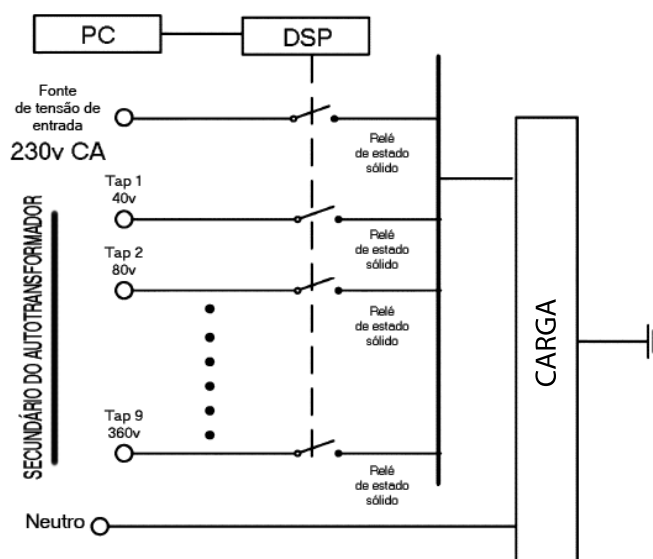 PC
DSP
Fonte
de tensão de
entrada
230v CA
Relé
de estado
sólido
Tap 1
40v
Relé
de estado
sólido
Tap 2
80v
Relé
de estado
sólido
Tap 9
360v
Relé
de estado
sólido
SECUNDÁRIO DO AUTOTRANSFORMADOR
CARGA
Neutro